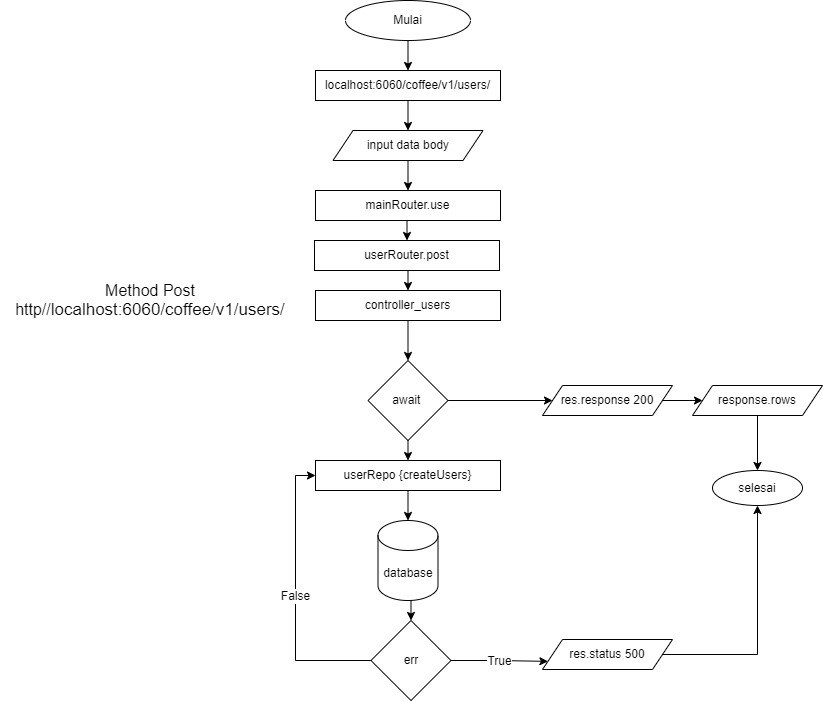 Mulai
localhost:6060/coffee/v1/users/
input data body
mainRouter.use
userRouter.post
Method Post
http//localhost:6060/coffee/v1/users/
controller_users
await
res.response 200
response.rows
userRepo {createUsers}
selesai
database
False
err
True
res.status 500